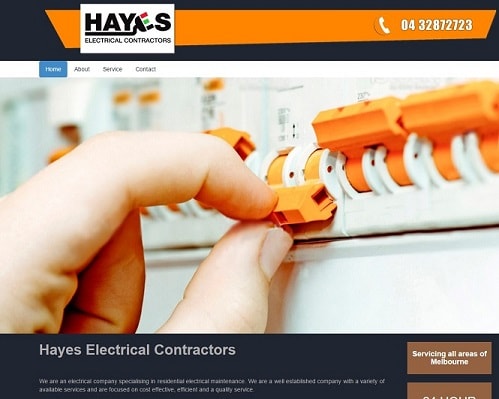 HAYES
ELECTRICAL CONTRACTORS
04 32872723
Home About Service Contact
Hayes Electrical Contractors
We are an electrical company specialising in residential electrical maintenance. We are a well established company with a variety of
available services and are focused on cost effective, efficient and a quality service.
Servicing all areas of
Melbourne
24 HOUR